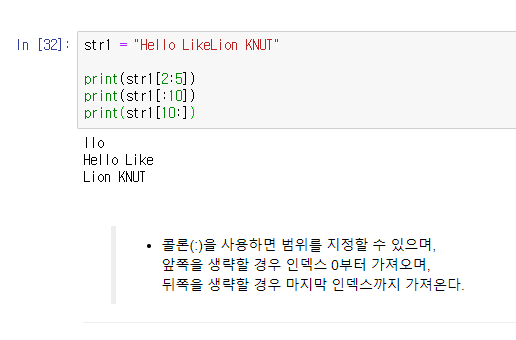 In [32]: str1 = "Hello LikeLion KNUT"
print(str1[2:5])
print(str1[:10])
print(str1[10:])
llo
Hello Like
Lion KNUT
• 콜론(:)을 사용하면 범위를 지정할 수 있으며,
앞쪽을 생략할 경우 인덱스 0부터 가져오며,
뒤쪽을 생략할 경우 마지막 인덱스까지 가져온다.